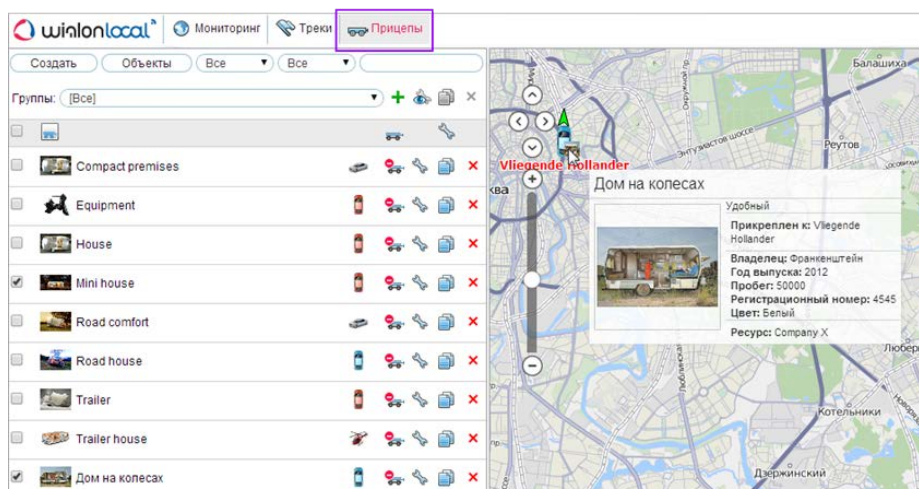 wialon local
Мониторинг
Треки
Прицепы
Создать
Объекты
Все
Все
Группы:
[Все]
Compact premises
Equipment
House
Mini house
Road comfort
Road house
Trailer
Trailer house
Дом на колесах
Балашиха
Энтузиастов шоссе
Реутов
Vliegende Hollander
ква
Дом на колесах
Удобный
Прикреплен к: Vliegende
Hollander
Владелец: Франкенштейн
Год выпуска: 2012
Пробег: 50000
Регистрационный номер: 4545
Цвет: Белый
Ресурс: Company X
Любер
Котельники
Дзержинский